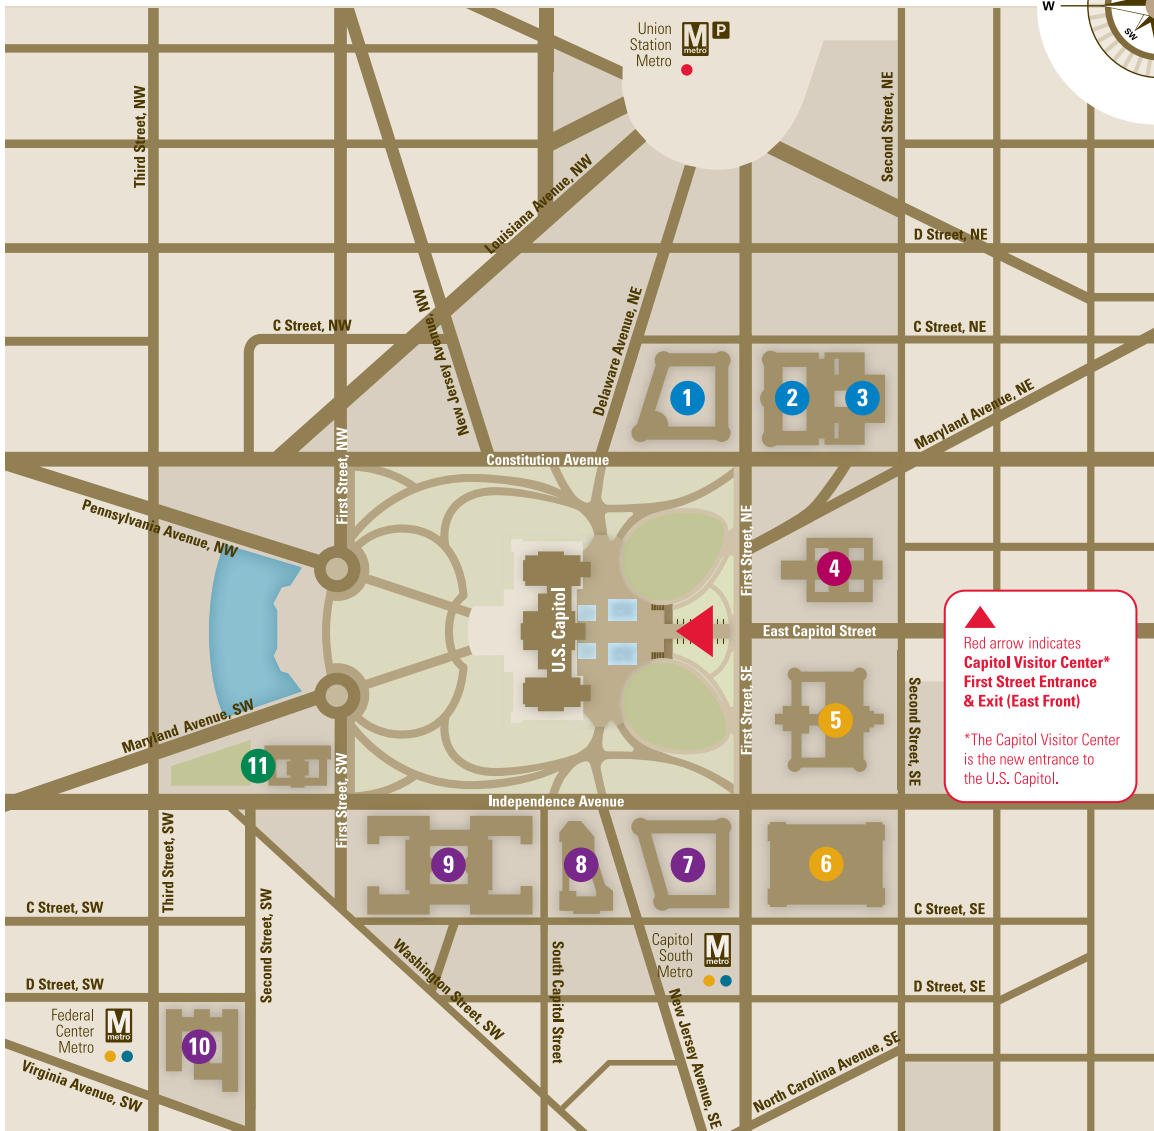 W
SW
Union
Station
Metro
M
metro
P
Third Street, NW
Second Street, NE
Louisiana Avenue, NW
D Street, NE
C Street, NW
New Jersey Avenue, NW
Delaware Avenue, NE
C Street, NE
1
2
3
Maryland Avenue, NE
First Street, NW
Constitution Avenue
Pennsylvania Avenue, NW
First Street, NE
4
U.S. Capitol
East Capitol Street
Red arrow indicates
Capitol Visitor Center*
First Street Entrance
& Exit (East Front)
*The Capitol Visitor Center
is the new entrance to
the U.S. Capitol.
Maryland Avenue, SW
First Street, SE
5
Second Street, SE
11
First Street, SW
Independence Avenue
Third Street, SW
9
8
7
6
C Street, SW
Second Street, SW
C Street, SE
Washington Street, SW
South Capitol Street
Capitol
South
Metro
M
metro
D Street, SW
New Jersey Avenue, SE
D Street, SE
Federal
Center
Metro
M
metro
10
Virginia Avenue, SW
North Carolina Avenue, SE